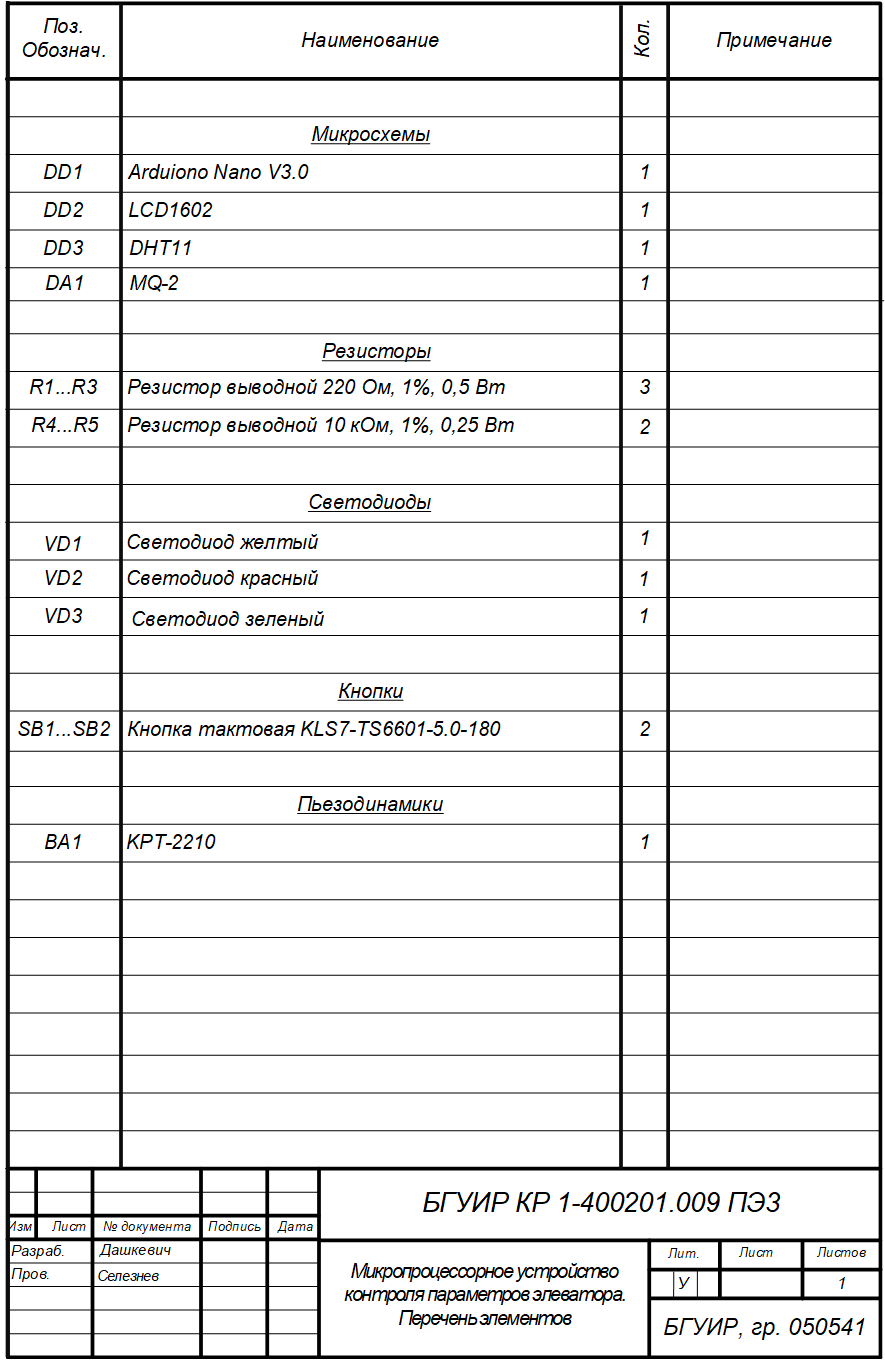 Поз. Обознач. Наименование Кол. Примечание
Микросхемы
DD1 Arduiono Nano V3.0 1
DD2 LCD1602 1
DD3 DHT11 1
DA1 MQ-2 1
Резисторы
R1...R3 Резистор выводной 220 Ом, 1%, 0,5 Вт 3
R4...R5 Резистор выводной 10 кОм, 1%, 0,25 Вт 2
Светодиоды
VD1 Светодиод желтый 1
VD2 Светодиод красный 1
VD3 Светодиод зеленый 1
Кнопки
SB1...SB2 Кнопка тактовая KLS7-TS6601-5.0-180 2
Пьезодинамики
BA1 KPT-2210 1
БГУИР КР 1-400201.009 ПЭЗ
Изм Лист № документа Подпись Дата
Разраб. Дашкевич
Пров. Селезнев
Микропроцессорное устройство
контроля параметров элеватора.
Перечень элементов
Лит. Лист Листов
У 1
БГУИР, гр. 050541